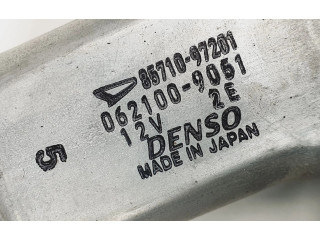 85710-97201
062100-9051
12V 2E
DENSO
MADE IN JAPAN
5